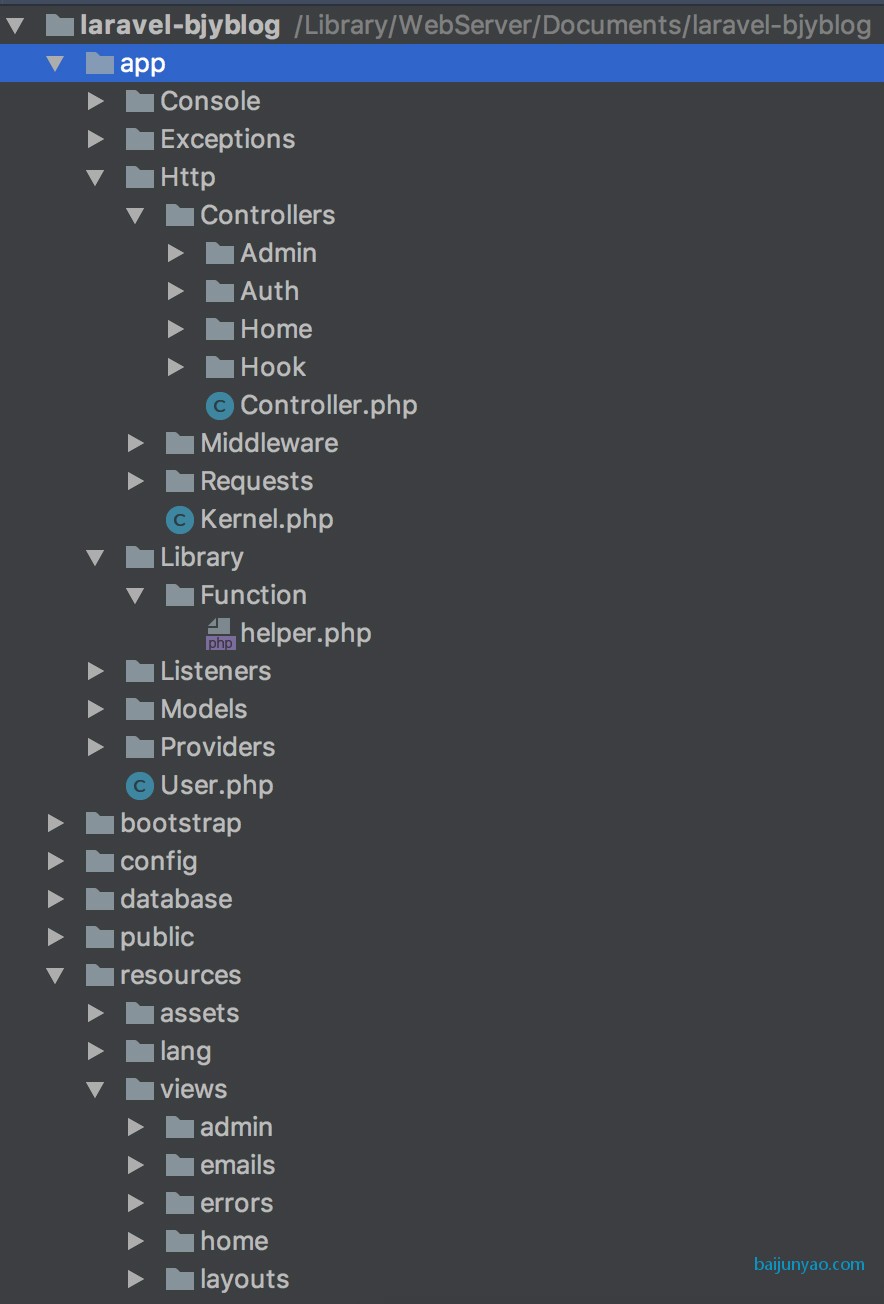 laravel-bjyblog /Library/WebServer/Documents/laravel-bjyblog
app
Console
Exceptions
Http
Controllers
Admin
Auth
Home
Hook
C Controller.php
Middleware
Requests
C Kernel.php
Library
Function
php helper.php
Listeners
Models
Providers
C User.php
bootstrap
config
database
public
resources
assets
lang
views
admin
emails
errors
home
baijunyao.com
layouts